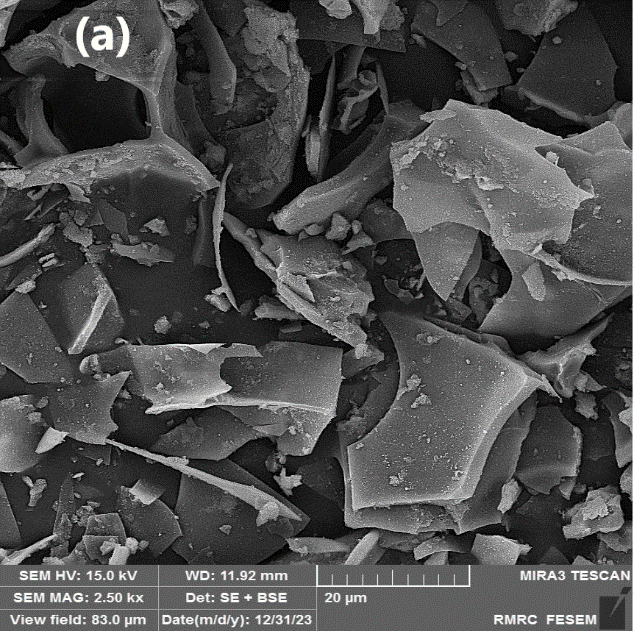 (a)
SEM HV: 15.0 kV
WD: 11.92 mm
MIRA3 TESCAN
SEM MAG: 2.50 kx
Det: SE + BSE
20 µm
View field: 83.0 µm
Date(m/d/y): 12/31/23
RMRC FESEM